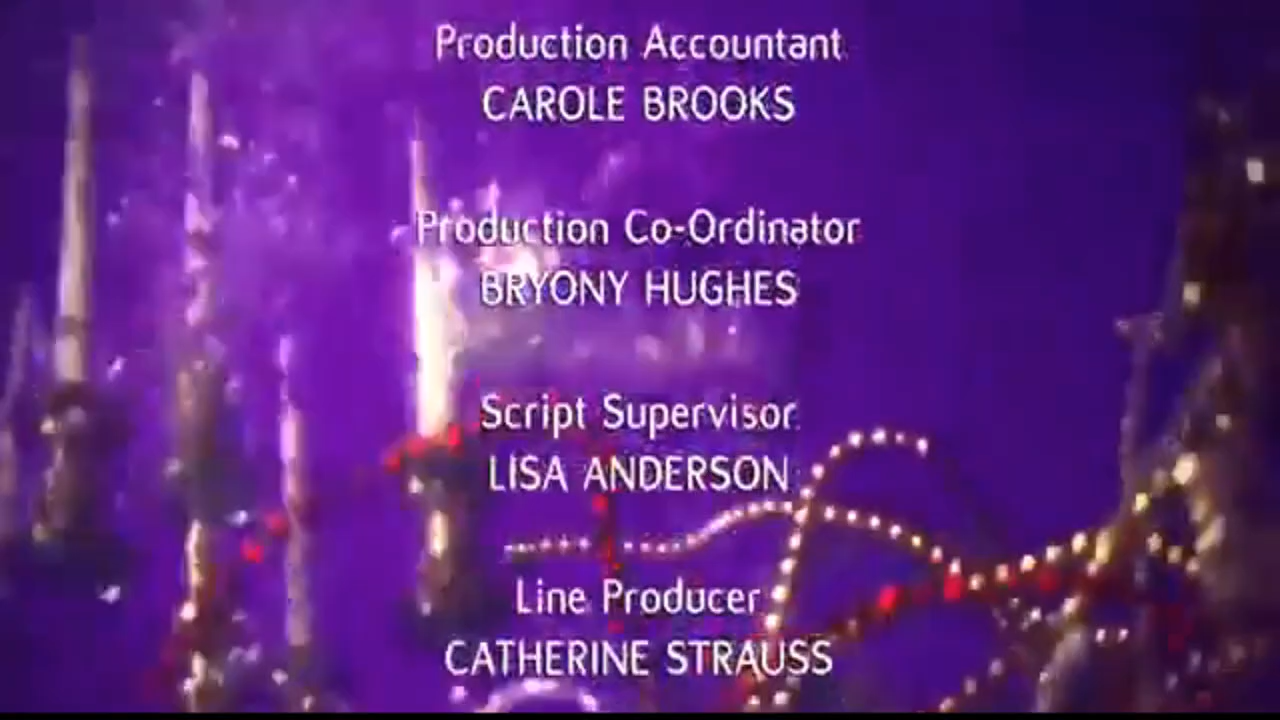 Production Accountant
CAROLE BROOKS
Production Co-Ordinator
BRYONY HUGHES
Script Supervisor
LISA ANDERSON
Line Producer
CATHERINE STRAUSS